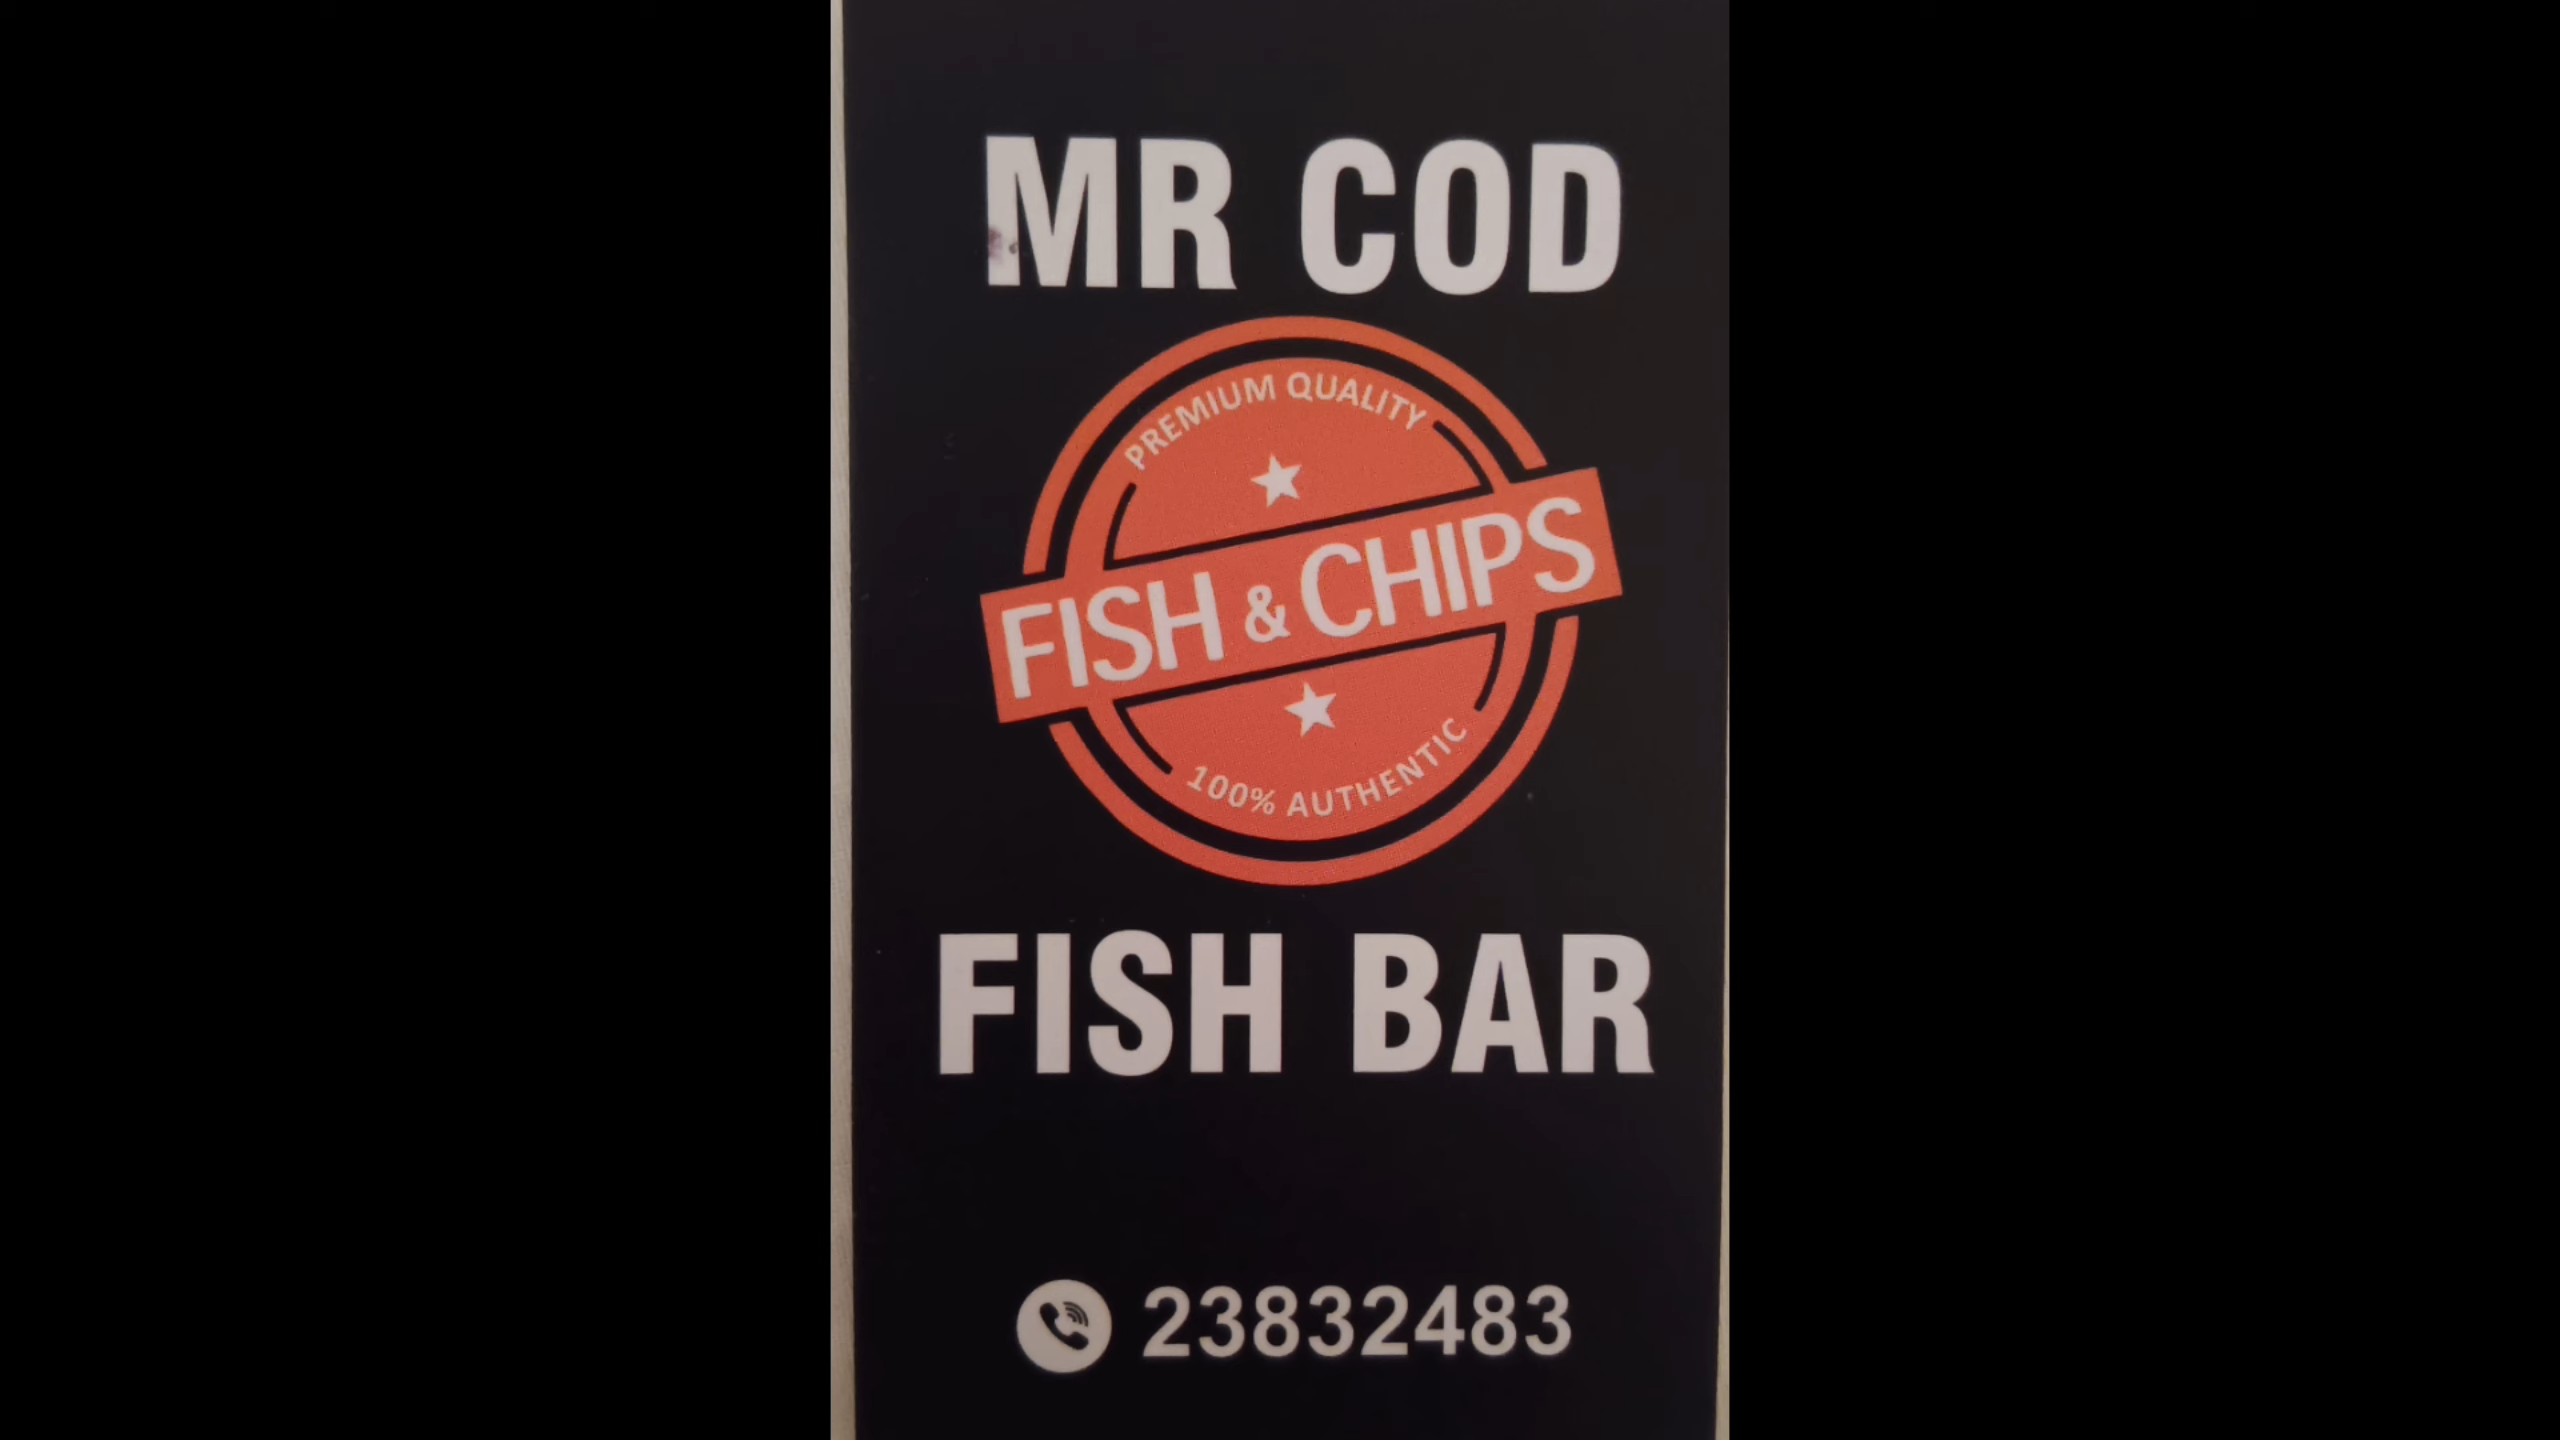 MR COD
PREMIUM QUALITY
FISH & CHIPS
100% AUTHENTIC
FISH BAR
23832483